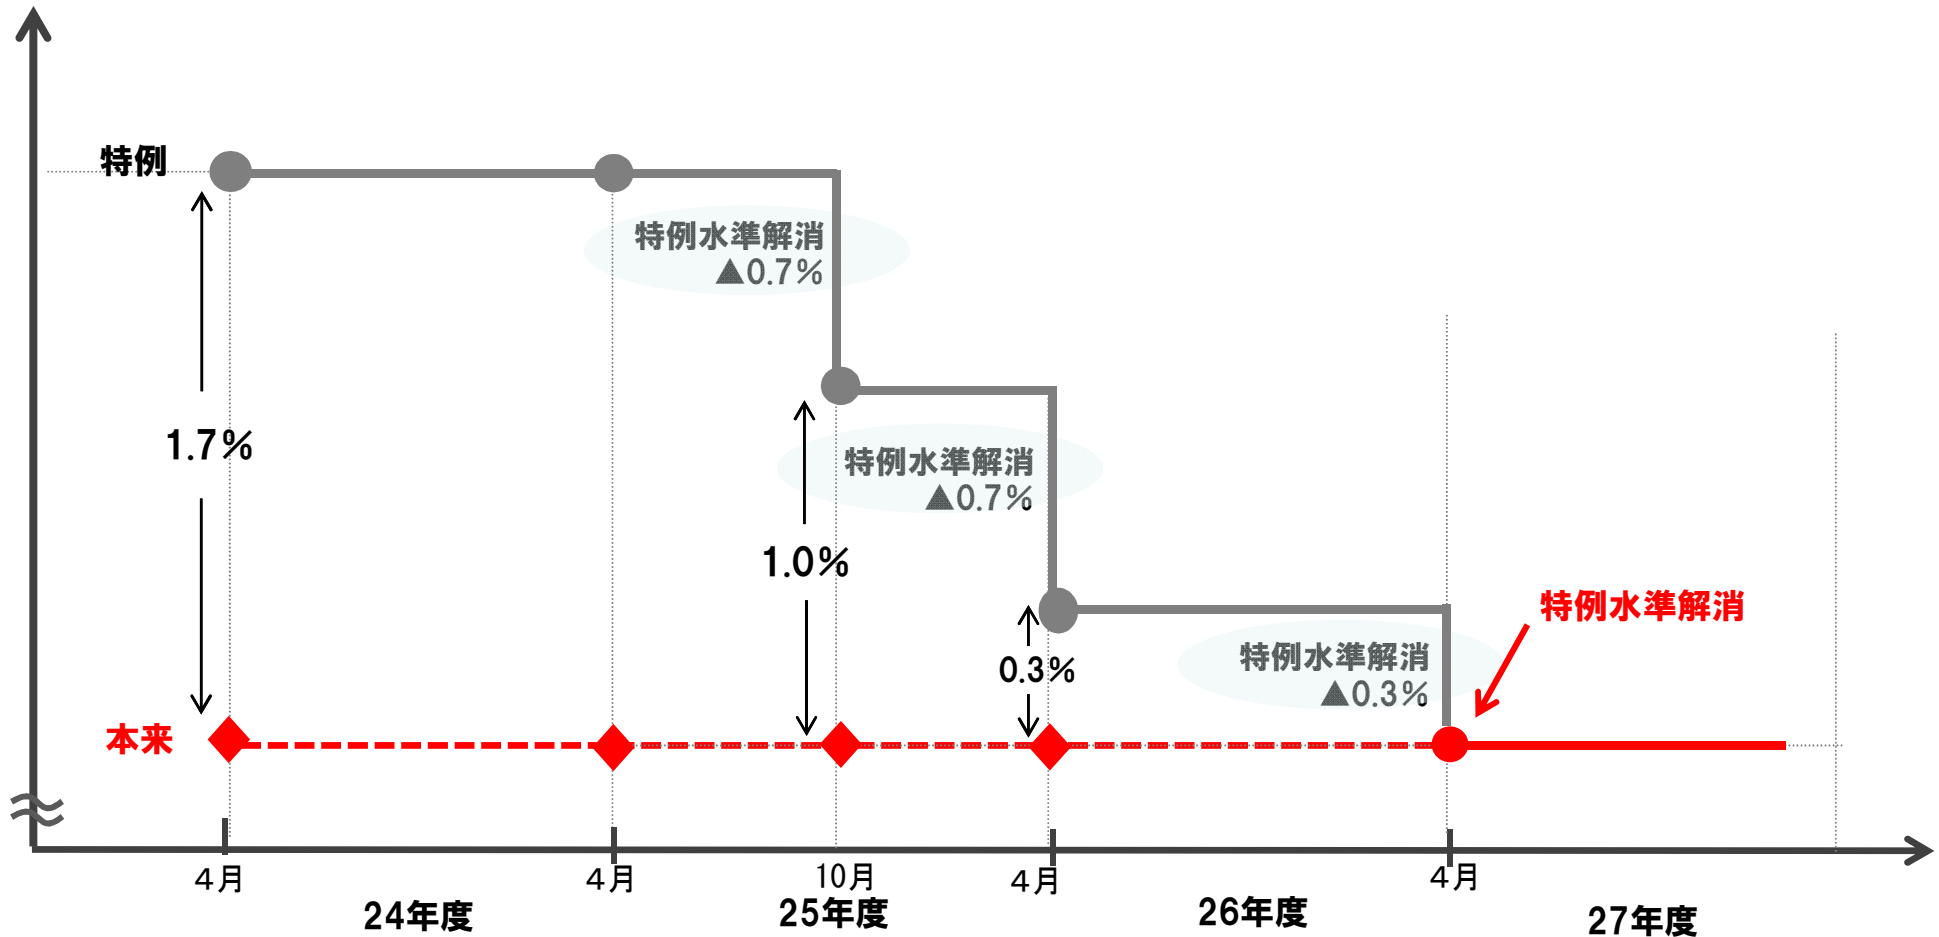 特例
特例水準解消
▲0.7％
1.7％
特例水準解消
▲0.7％
1.0％
特例水準解消
0.3％
特例水準解消
▲0.3％
本来
4月
4月
10月
4月
4月
24年度
25年度
26年度
27年度